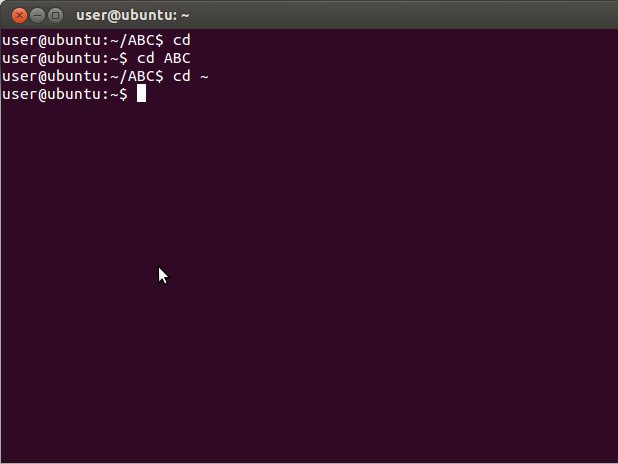 user@ubuntu: ~
user@ubuntu:~/ABC$ cd
user@ubuntu:~$ cd ABC
user@ubuntu:~/ABC$ cd ~
user@ubuntu:~$